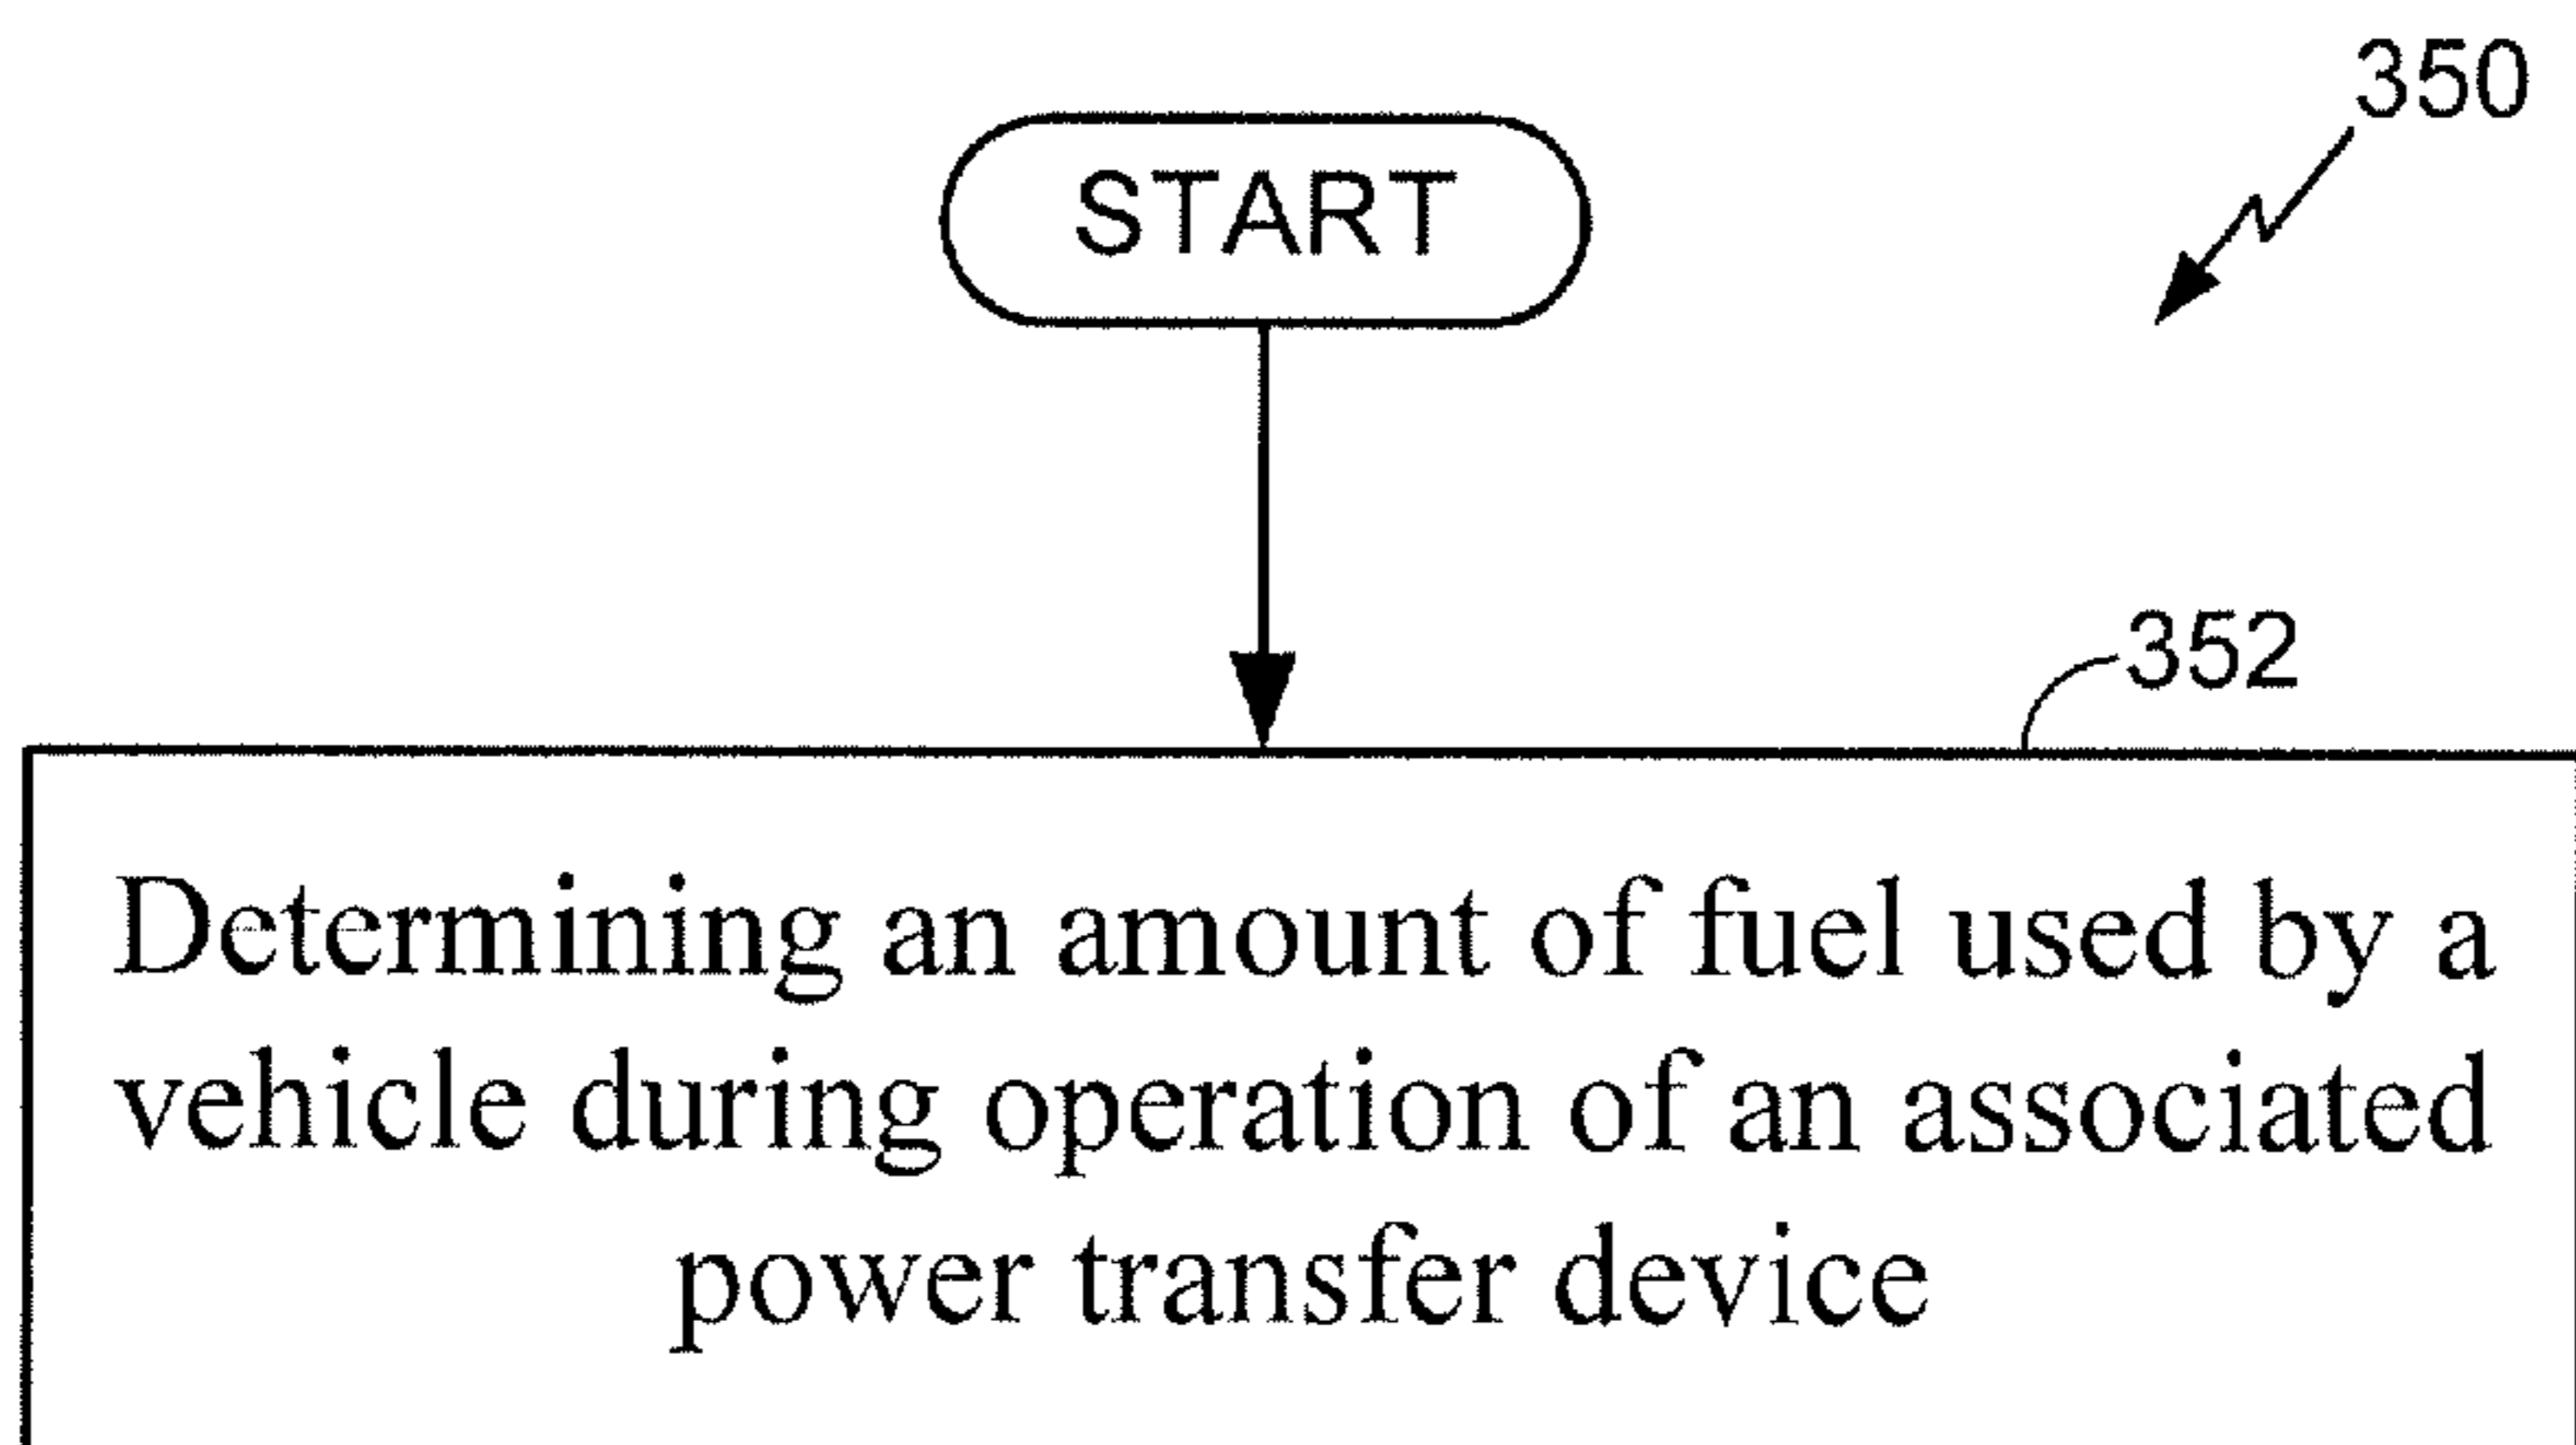 350
START
352
Determining an amount of fuel used by a
vehicle during operation of an associated
power transfer device